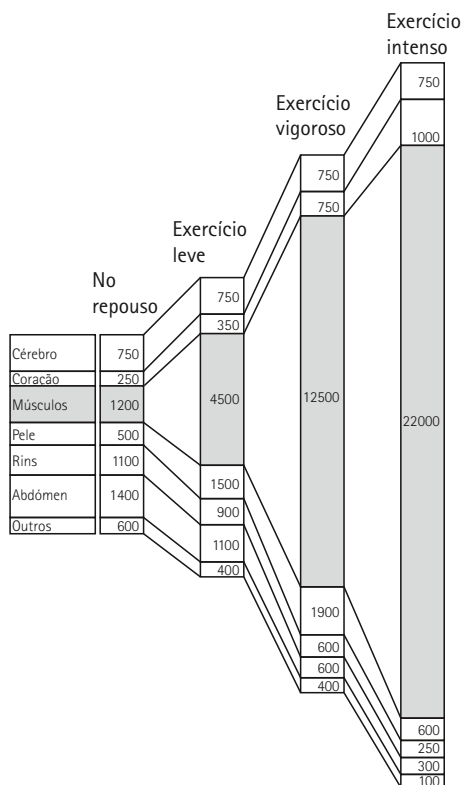 Exercício
intenso
750
1000
22000
600
250
300
100
Exercício
vigoroso
750
750
12500
1900
600
600
400
Exercício
leve
750
350
4500
1500
900
1100
400
No
repouso
Cérebro 750
Coração 250
Músculos 1200
Pele 500
Rins 1100
Abdómen 1400
Outros 600